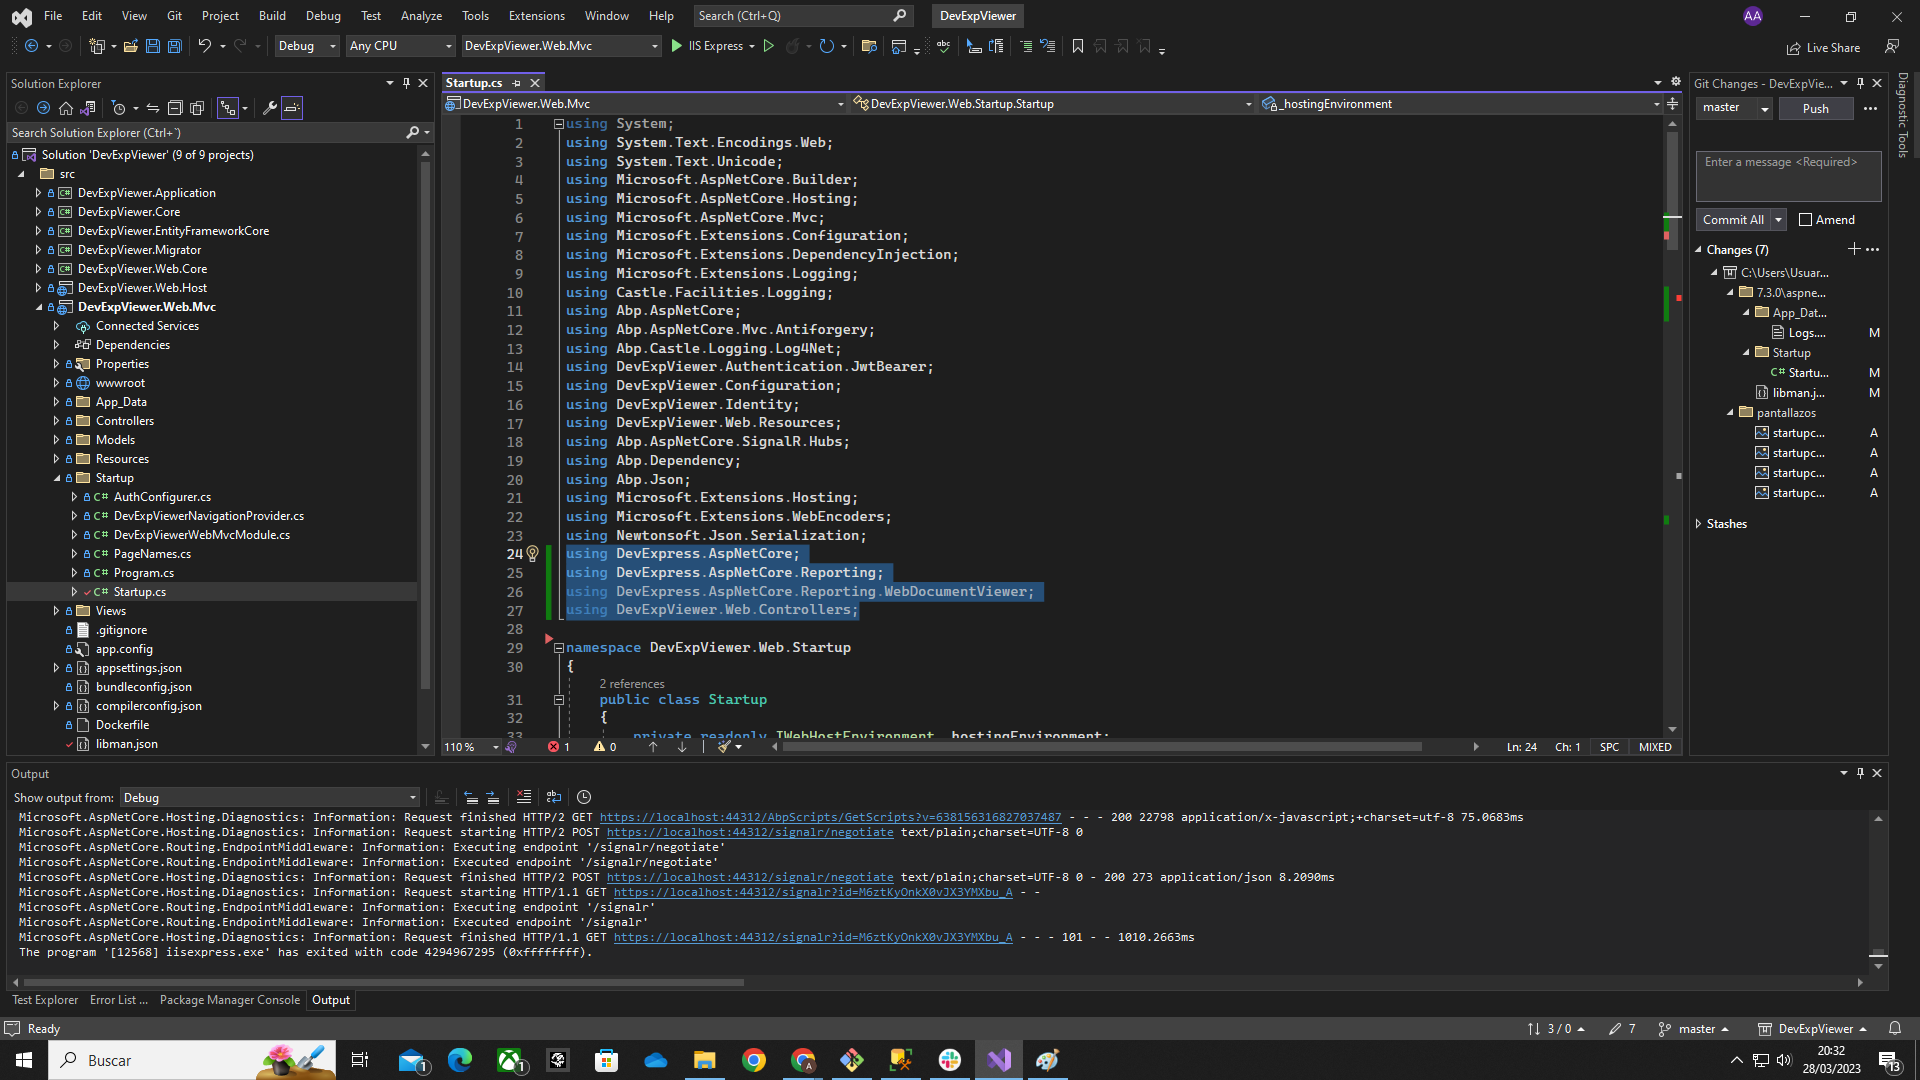 File Edit View Git Project Build Debug Test Analyze Tools Extensions Window Help Search (Ctrl+Q) DevExpViewer AA
Debug Any CPU DevExpViewer.Web.Mvc IIS Express Live Share
Solution Explorer
Search Solution Explorer (Ctrl+`)
Solution 'DevExpViewer' (9 of 9 projects)
src
DevExpViewer.Application
DevExpViewer.Core
DevExpViewer.EntityFrameworkCore
DevExpViewer.Migrator
DevExpViewer.Web.Core
DevExpViewer.Web.Host
DevExpViewer.Web.Mvc
Connected Services
Dependencies
Properties
wwwroot
App_Data
Controllers
Models
Resources
Startup
C# AuthConfigurer.cs
C# DevExpViewerNavigationProvider.cs
C# DevExpViewerWebMvcModule.cs
C# PageNames.cs
C# Program.cs
C# Startup.cs
Views
.gitignore
app.config
appsettings.json
bundleconfig.json
compilerconfig.json
Dockerfile
libman.json
Startup.cs
DevExpViewer.Web.Mvc DevExpViewer.Web.Startup.Startup _hostingEnvironment
1 using System;
2 using System.Text.Encodings.Web;
3 using System.Text.Unicode;
4 using Microsoft.AspNetCore.Builder;
5 using Microsoft.AspNetCore.Hosting;
6 using Microsoft.AspNetCore.Mvc;
7 using Microsoft.Extensions.Configuration;
8 using Microsoft.Extensions.DependencyInjection;
9 using Microsoft.Extensions.Logging;
10 using Castle.Facilities.Logging;
11 using Abp.AspNetCore;
12 using Abp.AspNetCore.Mvc.Antiforgery;
13 using Abp.Castle.Logging.Log4Net;
14 using DevExpViewer.Authentication.JwtBearer;
15 using DevExpViewer.Configuration;
16 using DevExpViewer.Identity;
17 using DevExpViewer.Web.Resources;
18 using Abp.AspNetCore.SignalR.Hubs;
19 using Abp.Dependency;
20 using Abp.Json;
21 using Microsoft.Extensions.Hosting;
22 using Microsoft.Extensions.WebEncoders;
23 using Newtonsoft.Json.Serialization;
24 using DevExpress.AspNetCore;
25 using DevExpress.AspNetCore.Reporting;
26 using DevExpress.AspNetCore.Reporting.WebDocumentViewer;
27 using DevExpViewer.Web.Controllers;
28
29 namespace DevExpViewer.Web.Startup
30 {
2 references
31 public class Startup
32 {
33 private readonly IWebHostEnvironment _hostingEnvironment;
110 % 1 0 Ln: 24 Ch: 1 SPC MIXED
Git Changes - DevExpVie...
master Push
Enter a message <Required>
Commit All Amend
Changes (7)
C:\Users\Usuar...
7.3.0\aspne...
App_Dat...
Logs.... M
Startup
C# Startu... M
libman.j... M
pantallazos
startupc... A
startupc... A
startupc... A
startupc... A
Stashes
Diagnostic Tools
Output
Show output from: Debug
Microsoft.AspNetCore.Hosting.Diagnostics: Information: Request finished HTTP/2 GET https://localhost:44312/AbpScripts/GetScripts?v=638156316827037487 - - - 200 22798 application/x-javascript;+charset=utf-8 75.0683ms
Microsoft.AspNetCore.Hosting.Diagnostics: Information: Request starting HTTP/2 POST https://localhost:44312/signalr/negotiate text/plain;charset=UTF-8 0
Microsoft.AspNetCore.Routing.EndpointMiddleware: Information: Executing endpoint '/signalr/negotiate'
Microsoft.AspNetCore.Routing.EndpointMiddleware: Information: Executed endpoint '/signalr/negotiate'
Microsoft.AspNetCore.Hosting.Diagnostics: Information: Request finished HTTP/2 POST https://localhost:44312/signalr/negotiate text/plain;charset=UTF-8 0 - 200 273 application/json 8.2090ms
Microsoft.AspNetCore.Hosting.Diagnostics: Information: Request starting HTTP/1.1 GET https://localhost:44312/signalr?id=M6ztKyOnkX0vJX3YMXbu_A - -
Microsoft.AspNetCore.Routing.EndpointMiddleware: Information: Executing endpoint '/signalr'
Microsoft.AspNetCore.Routing.EndpointMiddleware: Information: Executed endpoint '/signalr'
Microsoft.AspNetCore.Hosting.Diagnostics: Information: Request finished HTTP/1.1 GET https://localhost:44312/signalr?id=M6ztKyOnkX0vJX3YMXbu_A - - - 101 - - 1010.2663ms
The program '[12568] iisexpress.exe' has exited with code 4294967295 (0xffffffff).
Test Explorer Error List ... Package Manager Console Output
Ready 3 / 0 7 master DevExpViewer
Buscar 1 1 A 20:32
28/03/2023 13